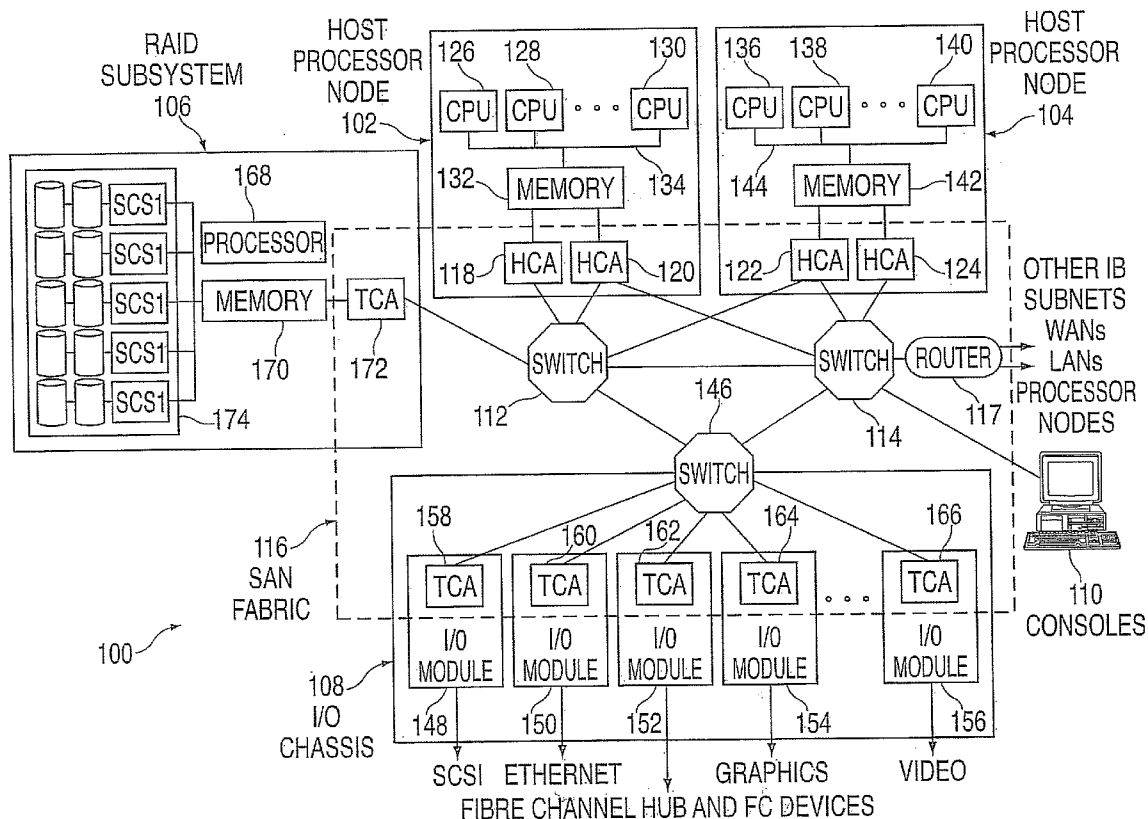 RAID
SUBSYSTEM
106
HOST
PROCESSOR
NODE
102
126
128
130
136
138
140
HOST
PROCESSOR
NODE
104
CPU
CPU
CPU
CPU
CPU
CPU
132
MEMORY
134
144
MEMORY
142
168
SCS1
SCS1
SCS1
SCS1
SCS1
PROCESSOR
MEMORY
170
TCA
172
174
118
HCA
HCA
120
122
HCA
HCA
124
SWITCH
112
SWITCH
114
ROUTER
117
OTHER IB
SUBNETS
WANs
LANs
PROCESSOR
NODES
146
SWITCH
110
CONSOLES
116
SAN
FABRIC
100
158
160
162
164
166
TCA
TCA
TCA
TCA
TCA
I/O
MODULE
I/O
MODULE
I/O
MODULE
I/O
MODULE
I/O
MODULE
108
I/O
CHASSIS
148
150
152
154
156
SCSI
ETHERNET
GRAPHICS
VIDEO
FIBRE CHANNEL HUB AND FC DEVICES